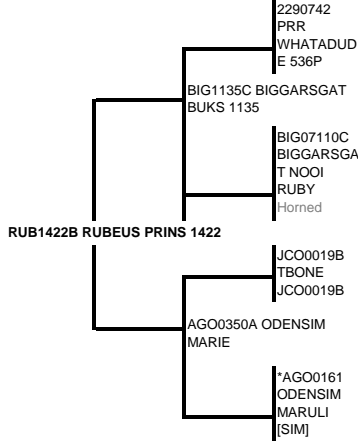 2290742
PRR
WHATADUD
E 536P
BIG1135C BIGGARSGAT
BUKS 1135
BIG07110C
BIGGARSGA
T NOOI
RUBY
Horned
RUB1422B RUBEUS PRINS 1422
JCO0019B
TBONE
JCO0019B
AGO0350A ODENSIM
MARIE
*AGO0161
ODENSIM
MARULI
[SIM]